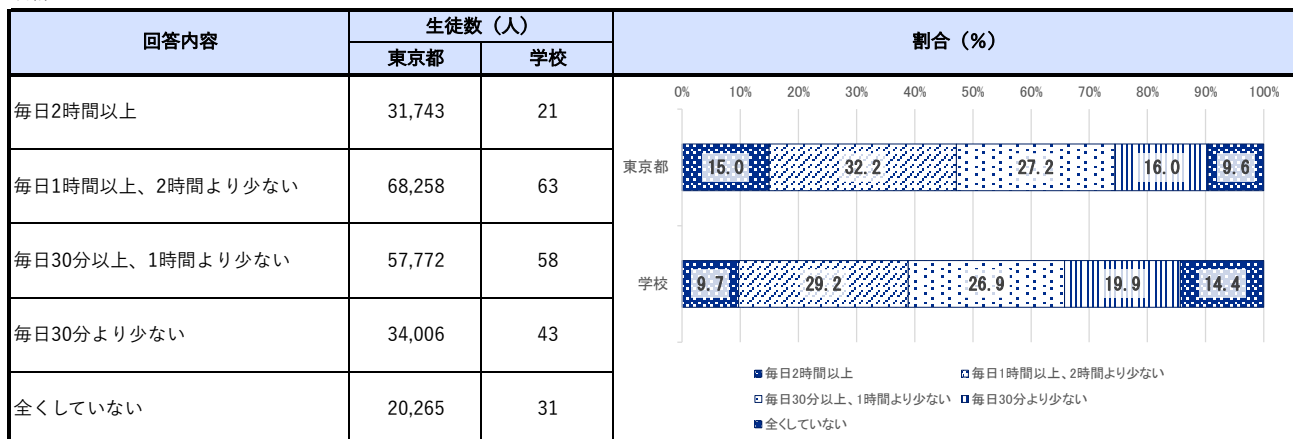 回答内容 生徒数（人） 割合（%）
東京都 学校
毎日2時間以上 31,743 21
毎日1時間以上、2時間より少ない 68,258 63
毎日30分以上、1時間より少ない 57,772 58
毎日30分より少ない 34,006 43
全くしていない 20,265 31
0% 10% 20% 30% 40% 50% 60% 70% 80% 90% 100%
東京都 15.0 32.2 27.2 16.0 9.6
学校 9.7 29.2 26.9 19.9 14.4
毎日2時間以上 毎日1時間以上、2時間より少ない
毎日30分以上、1時間より少ない 毎日30分より少ない
全くしていない